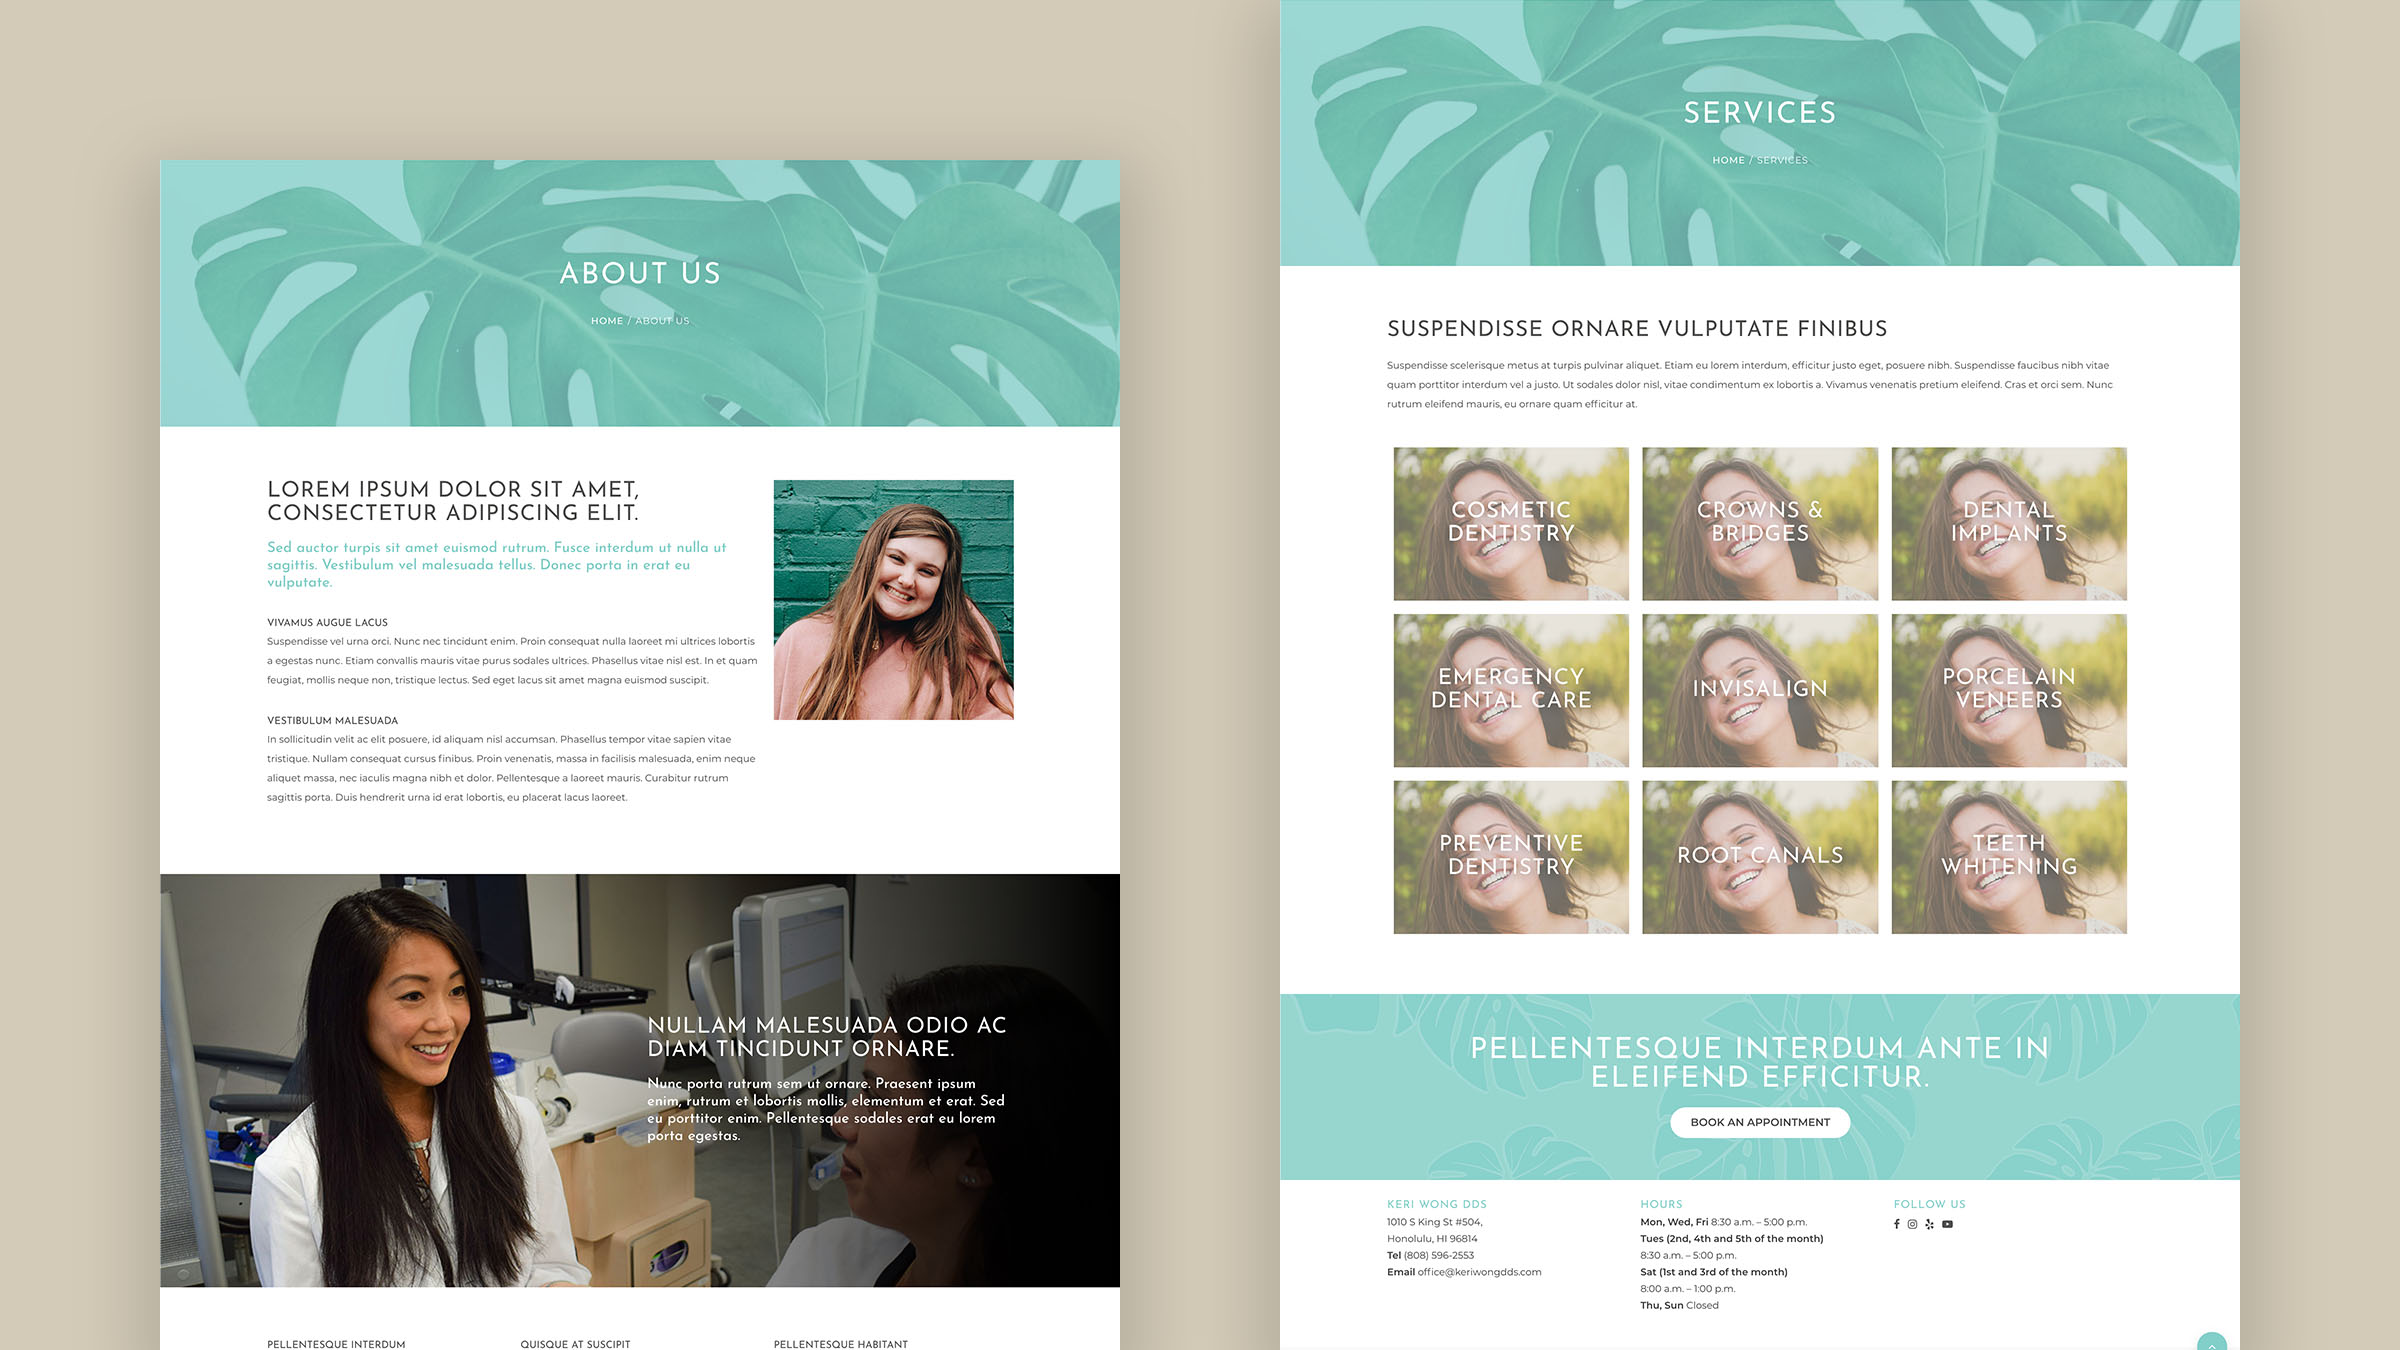 ABOUT US
HOME / ABOUT US
LOREM IPSUM DOLOR SIT AMET,
CONSECTETUR ADIPISCING ELIT.
Sed auctor turpis sit amet euismod rutrum. Fusce interdum ut nulla ut
sagittis. Vestibulum vel malesuada tellus. Donec porta in erat eu
vulputate.
VIVAMUS AUGUE LACUS
Suspendisse vel urna orci. Nunc nec tincidunt enim. Proin consequat nulla laoreet mi ultrices lobortis
a egestas nunc. Etiam convallis mauris vitae purus sodales ultrices. Phasellus vitae nisl est. In et quam
feugiat, mollis neque non, tristique lectus. Sed eget lacus sit amet magna euismod suscipit.
VESTIBULUM MALESUADA
In sollicitudin velit ac elit posuere, id aliquam nisl accumsan. Phasellus tempor vitae sapien vitae
tristique. Nullam consequat cursus finibus. Proin venenatis, massa in facilisis malesuada, enim neque
aliquet massa, nec iaculis magna nibh et dolor. Pellentesque a laoreet mauris. Curabitur rutrum
sagittis porta. Duis hendrerit urna id erat lobortis, eu placerat lacus laoreet.
NULLAM MALESUADA ODIO AC
DIAM TINCIDUNT ORNARE.
Nunc porta rutrum sem ut ornare. Praesent ipsum
enim, rutrum et lobortis mollis, elementum et erat. Sed
eu porttitor enim. Pellentesque sodales erat eu lorem
porta egestas.
PELLENTESQUE INTERDUM
QUISQUE AT SUSCIPIT
PELLENTESQUE HABITANT
SERVICES
HOME / SERVICES
SUSPENDISSE ORNARE VULPUTATE FINIBUS
Suspendisse scelerisque metus at turpis pulvinar aliquet. Etiam eu lorem interdum, efficitur justo eget, posuere nibh. Suspendisse faucibus nibh vitae
quam porttitor interdum vel a justo. Ut sodales dolor nisl, vitae condimentum ex lobortis a. Vivamus venenatis pretium eleifend. Cras et orci sem. Nunc
rutrum eleifend mauris, eu ornare quam efficitur at.
COSMETIC
DENTISTRY
CROWNS &
BRIDGES
DENTAL
IMPLANTS
EMERGENCY
DENTAL CARE
INVISALIGN
PORCELAIN
VENEERS
PREVENTIVE
DENTISTRY
ROOT CANALS
TEETH
WHITENING
PELLENTESQUE INTERDUM ANTE IN
ELEIFEND EFFICITUR.
BOOK AN APPOINTMENT
KERI WONG DDS
1010 S King St #504,
Honolulu, HI 96814
Tel (808) 596-2553
Email office@keriwongdds.com
HOURS
Mon, Wed, Fri 8:30 a.m. – 5:00 p.m.
Tues (2nd, 4th and 5th of the month)
8:30 a.m. – 5:00 p.m.
Sat (1st and 3rd of the month)
8:00 a.m. – 1:00 p.m.
Thu, Sun Closed
FOLLOW US